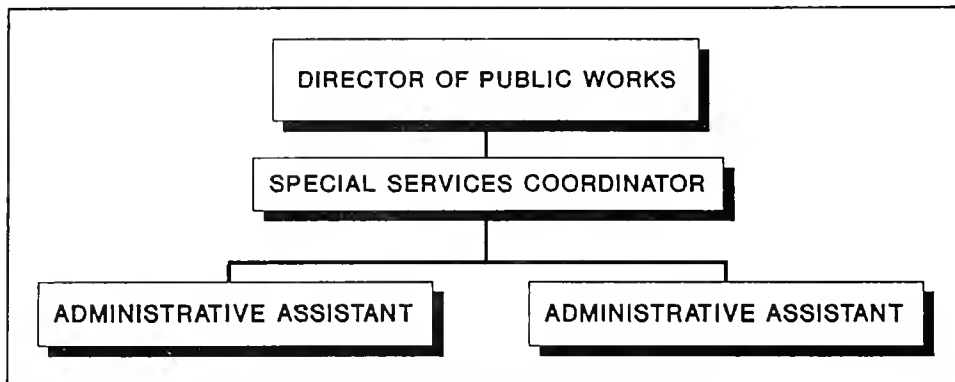 DIRECTOR OF PUBLIC WORKS
SPECIAL SERVICES COORDINATOR
ADMINISTRATIVE ASSISTANT
ADMINISTRATIVE ASSISTANT